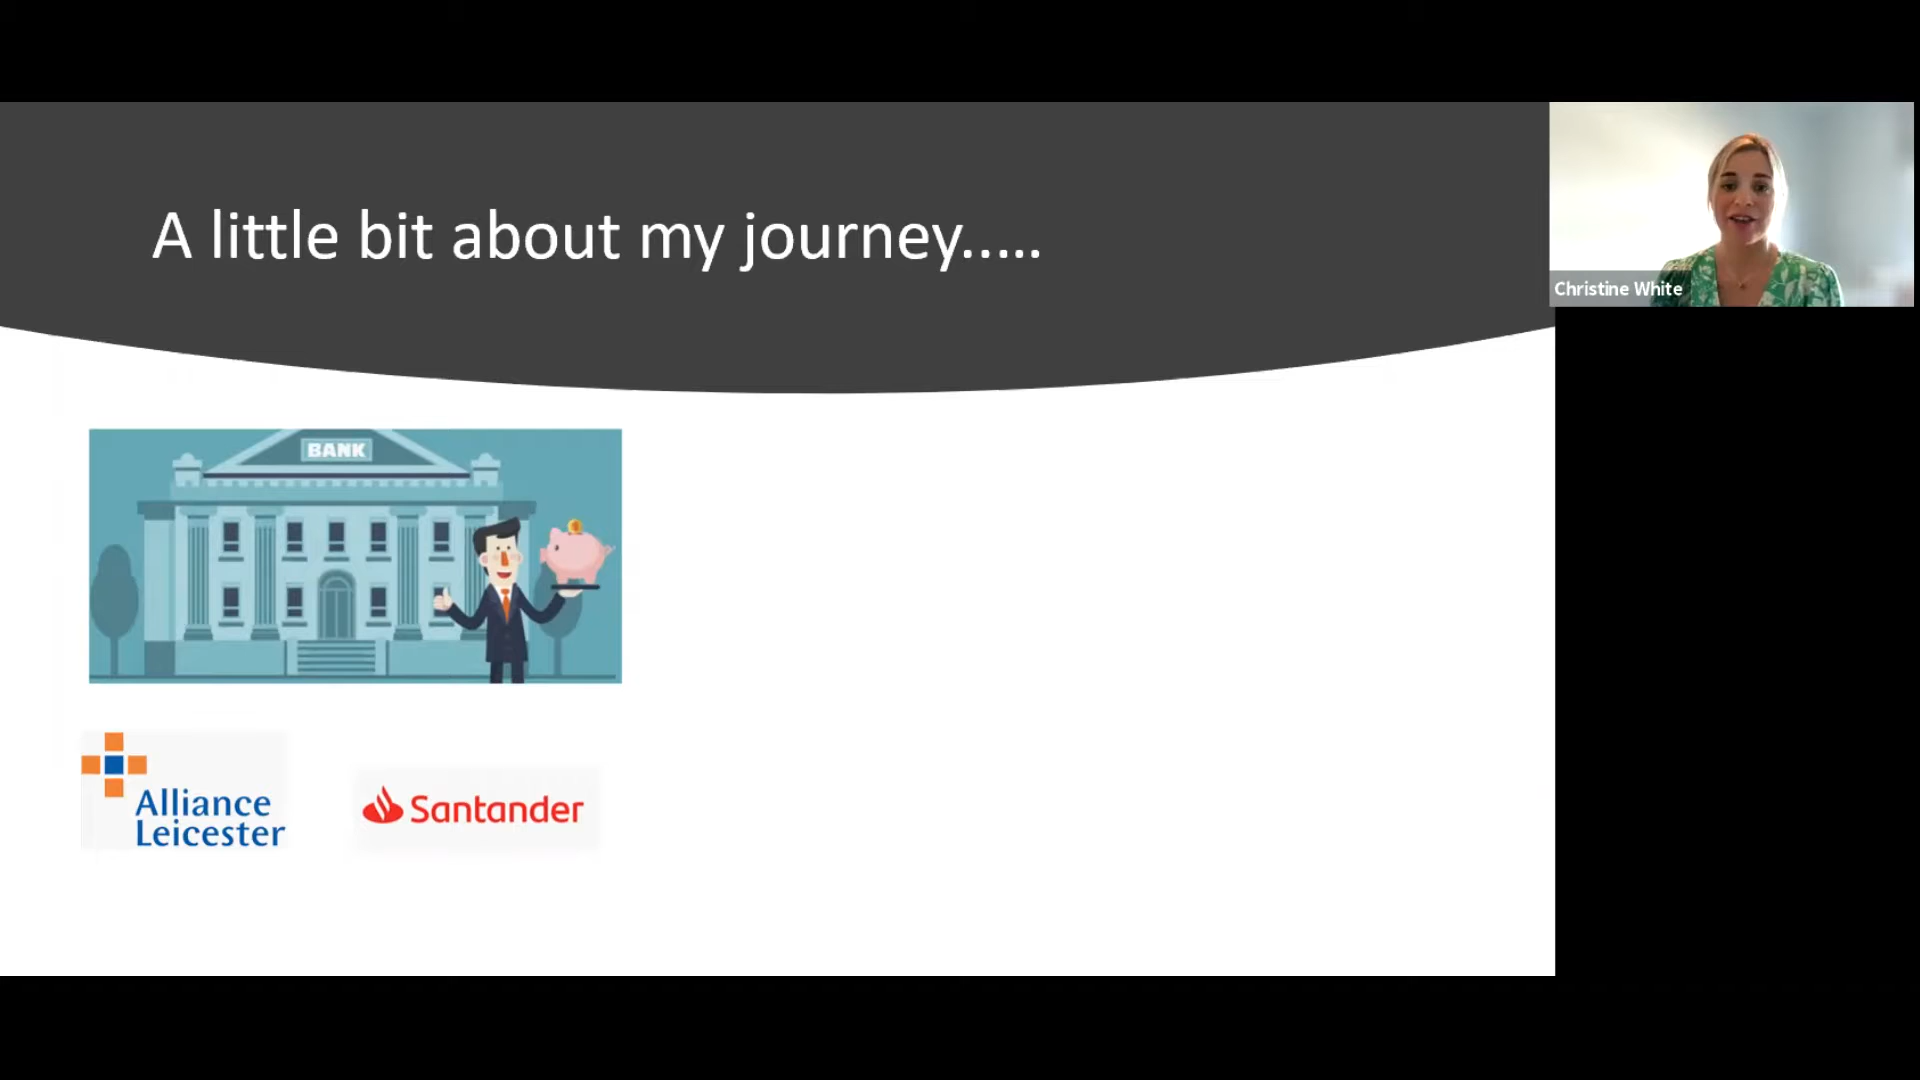 A little bit about my journey.....
Christine White
BANK
Alliance
Leicester
Santander